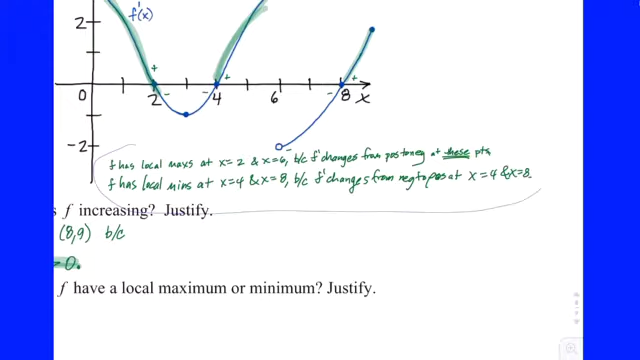 2
f'(x)
+
+
+
0
2
4
6
8
x
−
−
−
−
-2
f has local maxs at x=2 & x=6, b/c f' changes from pos to neg at these pts.
f has local mins at x=4 & x=8, b/c f' changes from neg to pos at x=4 & x=8.
s f increasing? Justify.
(8,9) b/c
> 0.
f have a local maximum or minimum? Justify.